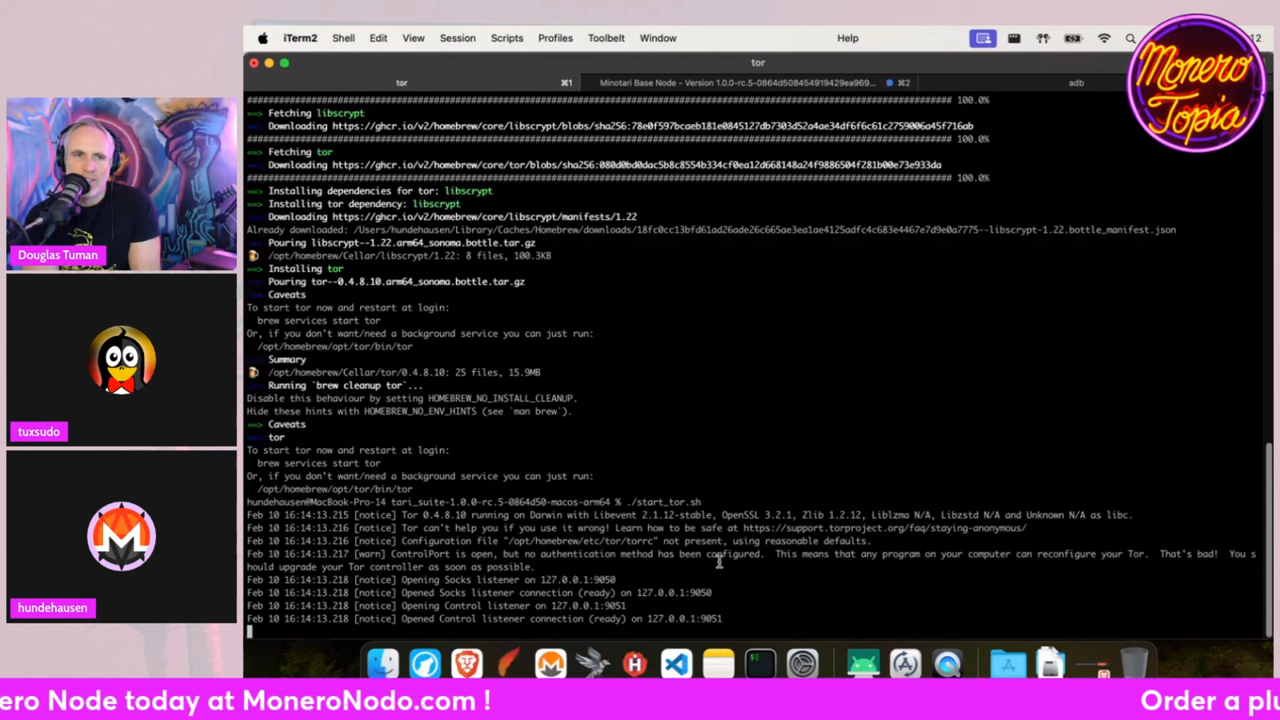 iTerm2 Shell Edit View Session Scripts Profiles Toolbelt Window Help 12
tor
tor ⌘1 Minotari Base Node - Version 1.0.0-rc.5-0864d508454919429ea969... ⌘2 adb
Monero
Topia
######################################################################################################################## 100.0%
==> Fetching libscrypt
Downloading https://ghcr.io/v2/homebrew/core/libscrypt/blobs/sha256:78e0f597bcaeb181e0845127db7303d52a4ae34df6f6c61c2759006a45f716ab
######################################################################################################################## 100.0%
==> Fetching tor
Downloading https://ghcr.io/v2/homebrew/core/tor/blobs/sha256:080d0bd0dac5b8c8554b334cf0ea12d668148a24f9886504f281b00e73e933da
######################################################################################################################## 100.0%
==> Installing dependencies for tor: libscrypt
==> Installing tor dependency: libscrypt
Downloading https://ghcr.io/v2/homebrew/core/libscrypt/manifests/1.22
Already downloaded: /Users/hundehausen/Library/Caches/Homebrew/downloads/18fc0cc13bfd61ad26ade26c665ae3ea1ae4125adfc4c683e4467e7d9e0a7775--libscrypt-1.22.bottle_manifest.json
Pouring libscrypt--1.22.arm64_sonoma.bottle.tar.gz
/opt/homebrew/Cellar/libscrypt/1.22: 8 files, 100.3KB
==> Installing tor
Pouring tor--0.4.8.10.arm64_sonoma.bottle.tar.gz
==> Caveats
To start tor now and restart at login:
brew services start tor
Or, if you don't want/need a background service you can just run:
/opt/homebrew/opt/tor/bin/tor
Summary
/opt/homebrew/Cellar/tor/0.4.8.10: 25 files, 15.9MB
Running `brew cleanup tor`...
Disable this behaviour by setting HOMEBREW_NO_INSTALL_CLEANUP.
Hide these hints with HOMEBREW_NO_ENV_HINTS (see `man brew`).
==> Caveats
tor
To start tor now and restart at login:
brew services start tor
Or, if you don't want/need a background service you can just run:
/opt/homebrew/opt/tor/bin/tor
hundehausen@MacBook-Pro-14 tari_suite-1.0.0-rc.5-0864d50-macos-arm64 % ./start_tor.sh
Feb 10 16:14:13.215 [notice] Tor 0.4.8.10 running on Darwin with Libevent 2.1.12-stable, OpenSSL 3.2.1, Zlib 1.2.12, Liblzma N/A, Libzstd N/A and Unknown N/A as libc.
Feb 10 16:14:13.216 [notice] Tor can't help you if you use it wrong! Learn how to be safe at https://support.torproject.org/faq/staying-anonymous/
Feb 10 16:14:13.216 [notice] Configuration file "/opt/homebrew/etc/tor/torrc" not present, using reasonable defaults.
Feb 10 16:14:13.217 [warn] ControlPort is open, but no authentication method has been configured. This means that any program on your computer can reconfigure your Tor. That's bad! You s
hould upgrade your Tor controller as soon as possible.
Feb 10 16:14:13.218 [notice] Opening Socks listener on 127.0.0.1:9050
Feb 10 16:14:13.218 [notice] Opened Socks listener connection (ready) on 127.0.0.1:9050
Feb 10 16:14:13.218 [notice] Opening Control listener on 127.0.0.1:9051
Feb 10 16:14:13.218 [notice] Opened Control listener connection (ready) on 127.0.0.1:9051
Douglas Tuman
tuxsudo
hundehausen
ero Node today at MoneroNodo.com ! Order a plu